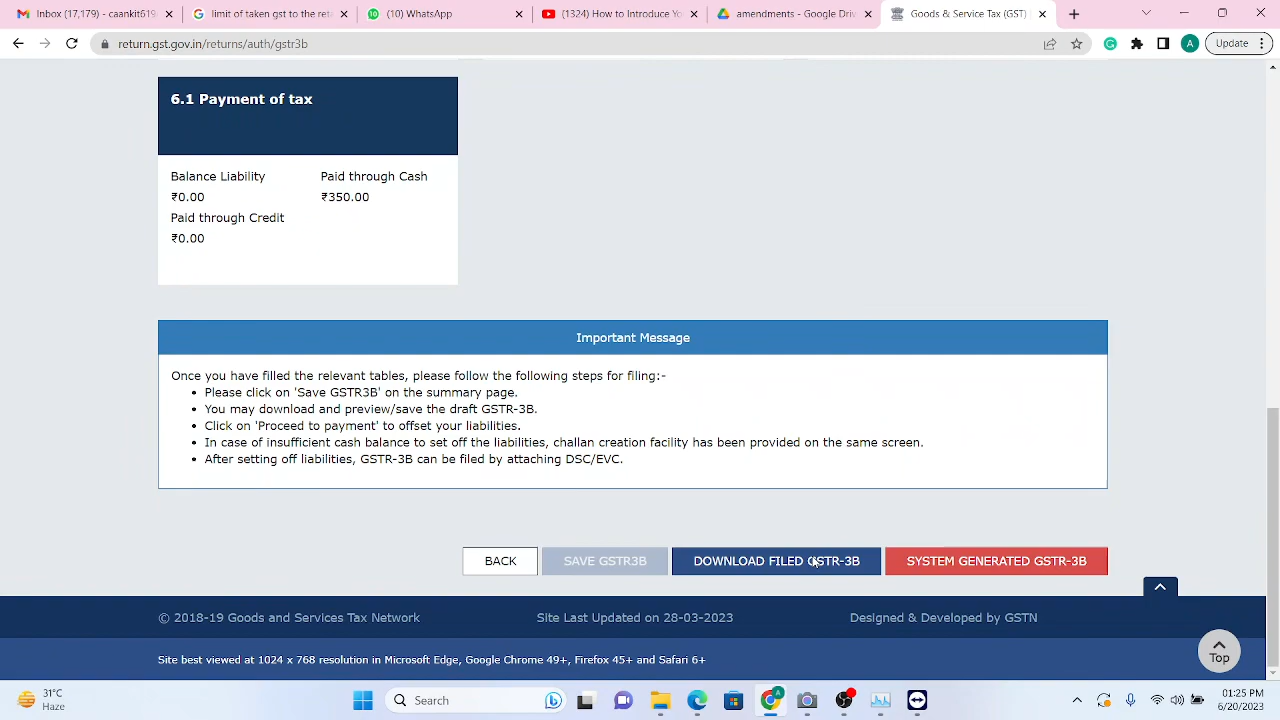 Inbox (17,179) - aankit619
limit of taken gst to the reta
(10) WhatsApp
(1324) How to Introduce Yo
amendments - Google Driv
Goods & Service Tax (GST)
return.gst.gov.in/returns/auth/gstr3b
A
Update
6.1 Payment of tax
Balance Liability
Paid through Cash
₹0.00
₹350.00
Paid through Credit
₹0.00
Important Message
Once you have filled the relevant tables, please follow the following steps for filing:-
• Please click on 'Save GSTR3B' on the summary page.
• You may download and preview/save the draft GSTR-3B.
• Click on 'Proceed to payment' to offset your liabilities.
• In case of insufficient cash balance to set off the liabilities, challan creation facility has been provided on the same screen.
• After setting off liabilities, GSTR-3B can be filed by attaching DSC/EVC.
BACK
SAVE GSTR3B
DOWNLOAD FILED GSTR-3B
SYSTEM GENERATED GSTR-3B
© 2018-19 Goods and Services Tax Network
Site Last Updated on 28-03-2023
Designed & Developed by GSTN
Site best viewed at 1024 x 768 resolution in Microsoft Edge, Google Chrome 49+, Firefox 45+ and Safari 6+
Top
31°C
Haze
Search
01:25 PM
6/20/2023